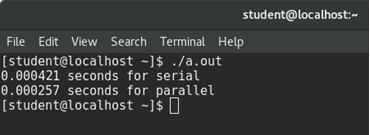 student@localhost:~
File Edit View Search Terminal Help
[student@localhost ~]$ ./a.out
0.000421 seconds for serial
0.000257 seconds for parallel
[student@localhost ~]$